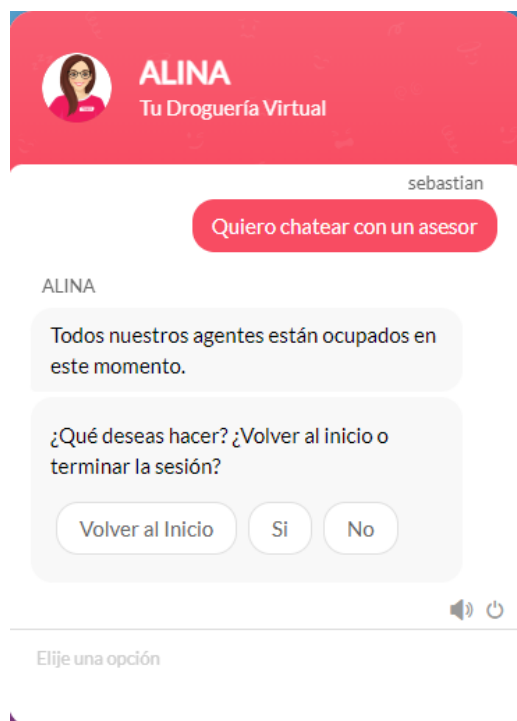 ALINA
Tu Droguería Virtual
sebastian
Quiero chatear con un asesor
ALINA
Todos nuestros agentes están ocupados en
este momento.
¿Qué deseas hacer? ¿Volver al inicio o
terminar la sesión?
Volver al Inicio Si No
Elije una opción